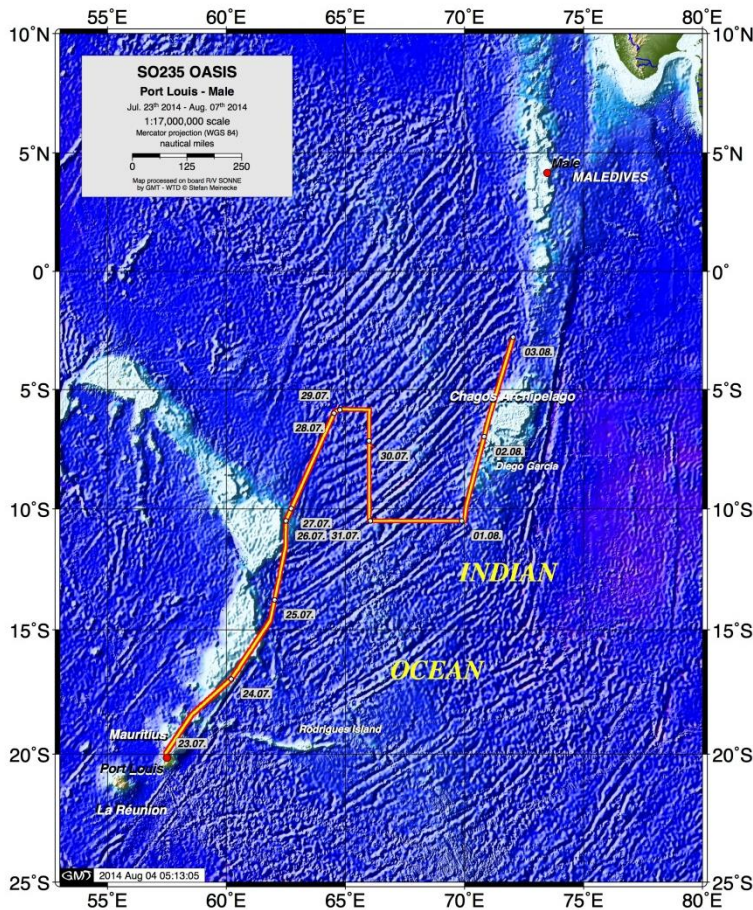 55°E 60°E 65°E 70°E 75°E 80°E
10°N 10°N
SO235 OASIS
Port Louis - Male
Jul. 23th 2014 - Aug. 07th 2014
1:17,000,000 scale
Mercator projection (WGS 84)
nautical miles
0 125 250
Map processed on board R/V SONNE
by GMT - WTD © Stefan Meinecke
5°N 5°N
Male
MALEDIVES
0° 0°
03.08.
5°S 5°S
29.07.
Chagos Archipelago
28.07.
30.07.
02.08.
Diego Garcia
10°S 10°S
27.07.
26.07. 31.07. 01.08.
INDIAN
25.07.
15°S 15°S
OCEAN
24.07.
Mauritius
23.07.
Rodrigues Island
20°S 20°S
Port Louis
La Réunion
GMT 2014 Aug 04 05:13:05
25°S 25°S
55°E 60°E 65°E 70°E 75°E 80°E